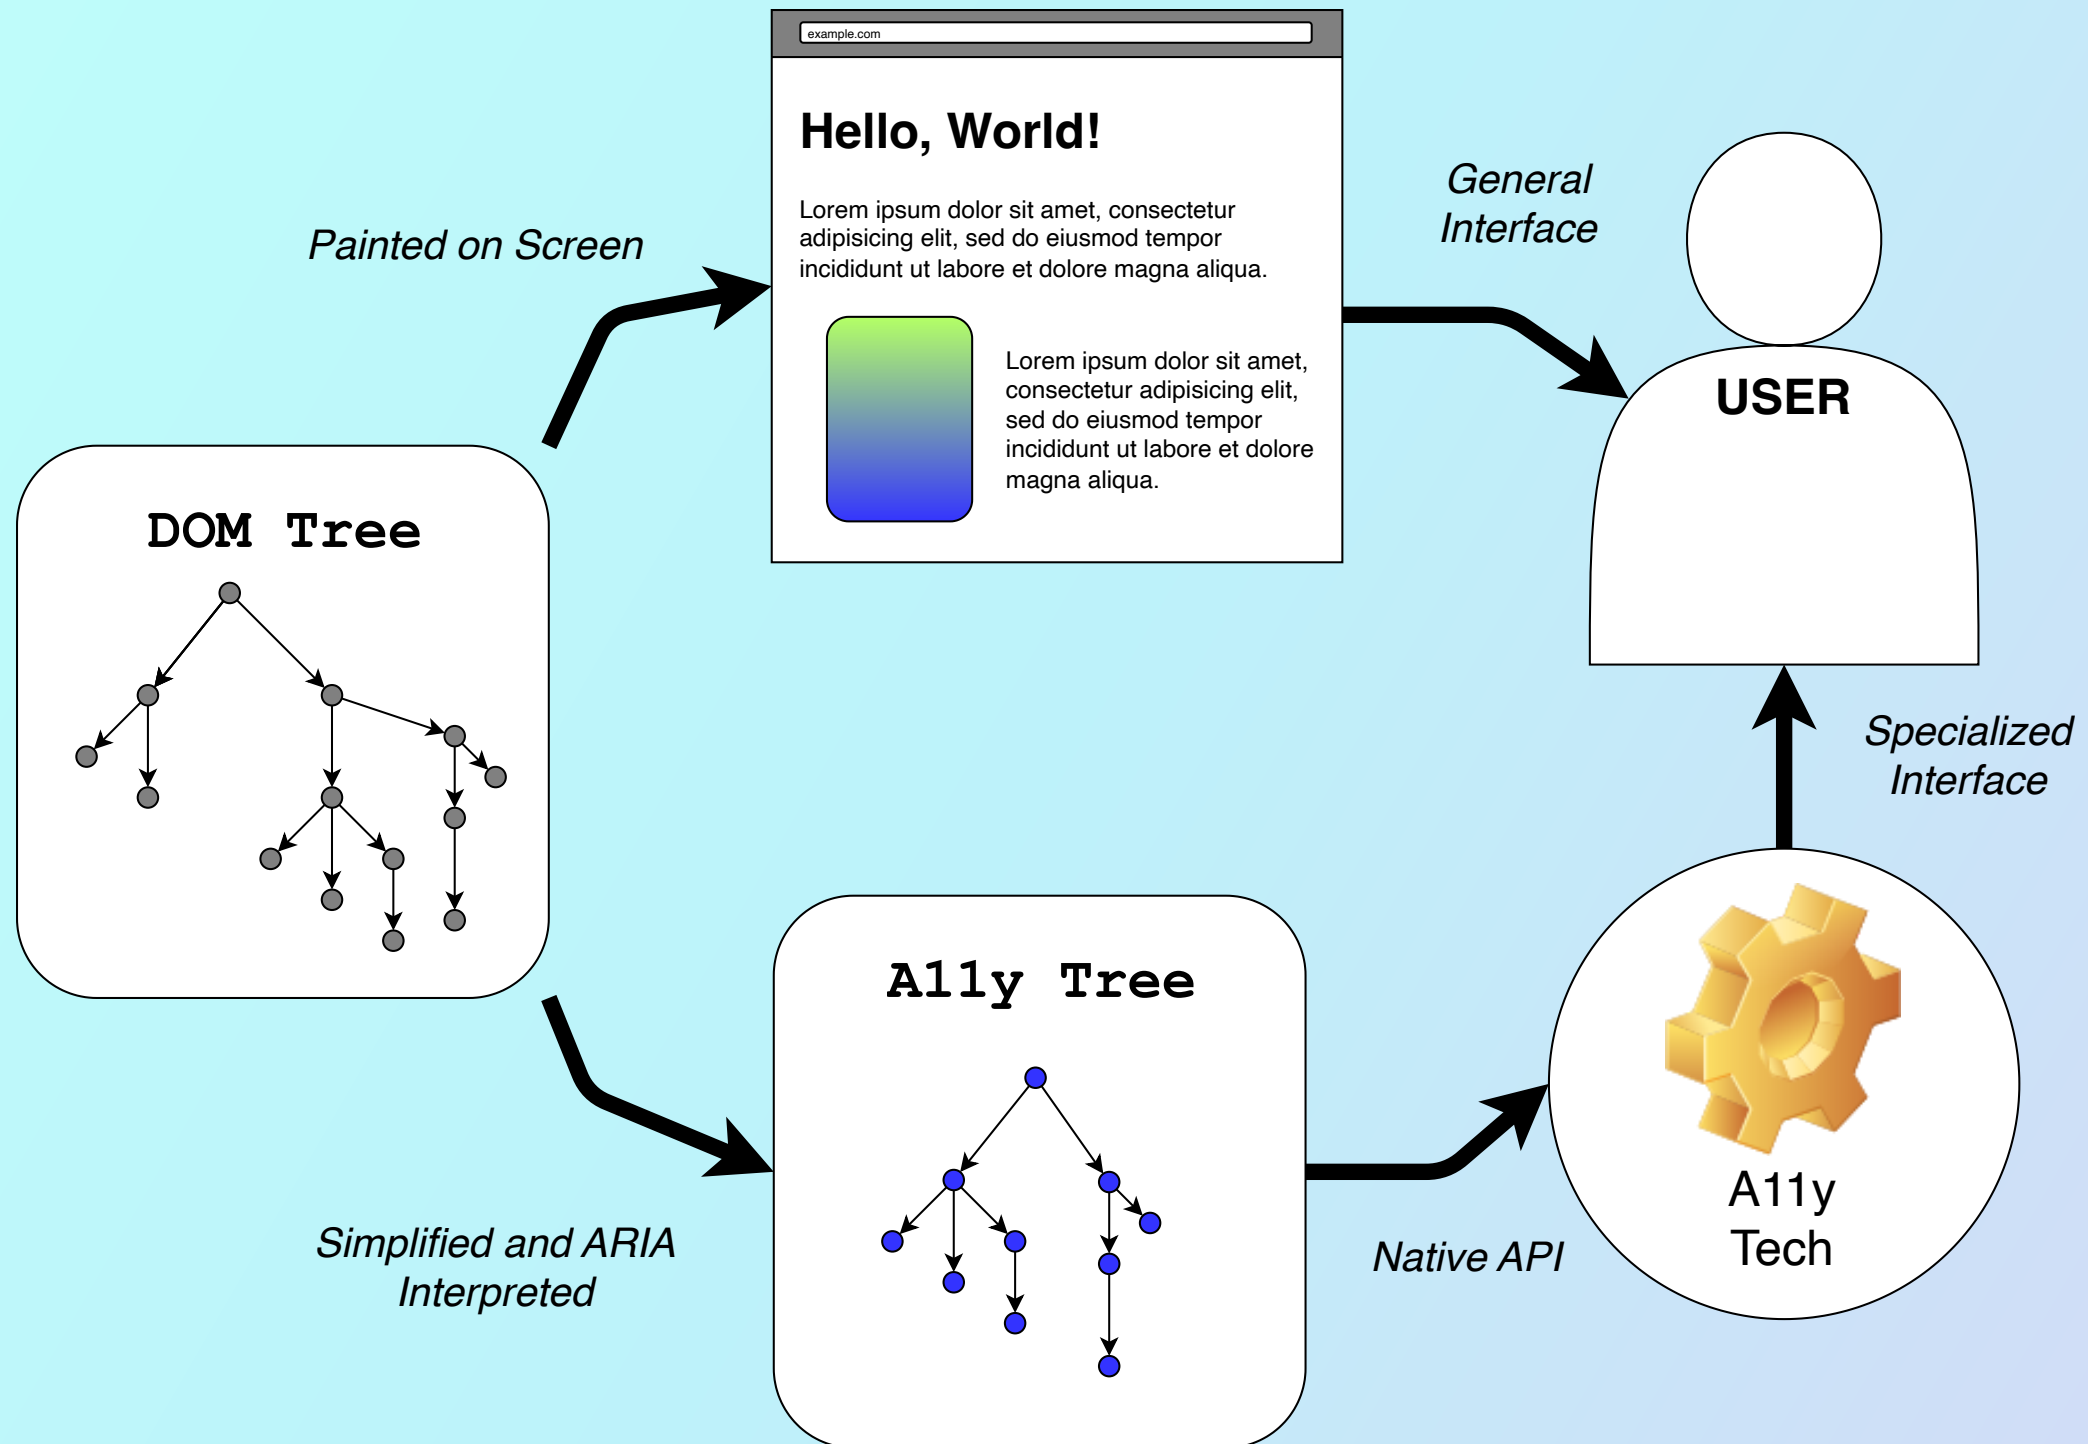 example.com
Hello, World!
Lorem ipsum dolor sit amet, consectetur
adipisicing elit, sed do eiusmod tempor
incididunt ut labore et dolore magna aliqua.
Lorem ipsum dolor sit amet,
consectetur adipisicing elit,
sed do eiusmod tempor
incididunt ut labore et dolore
magna aliqua.
Painted on Screen
General
Interface
USER
DOM Tree
Specialized
Interface
A11y Tree
Simplified and ARIA
Interpreted
Native API
A11y
Tech